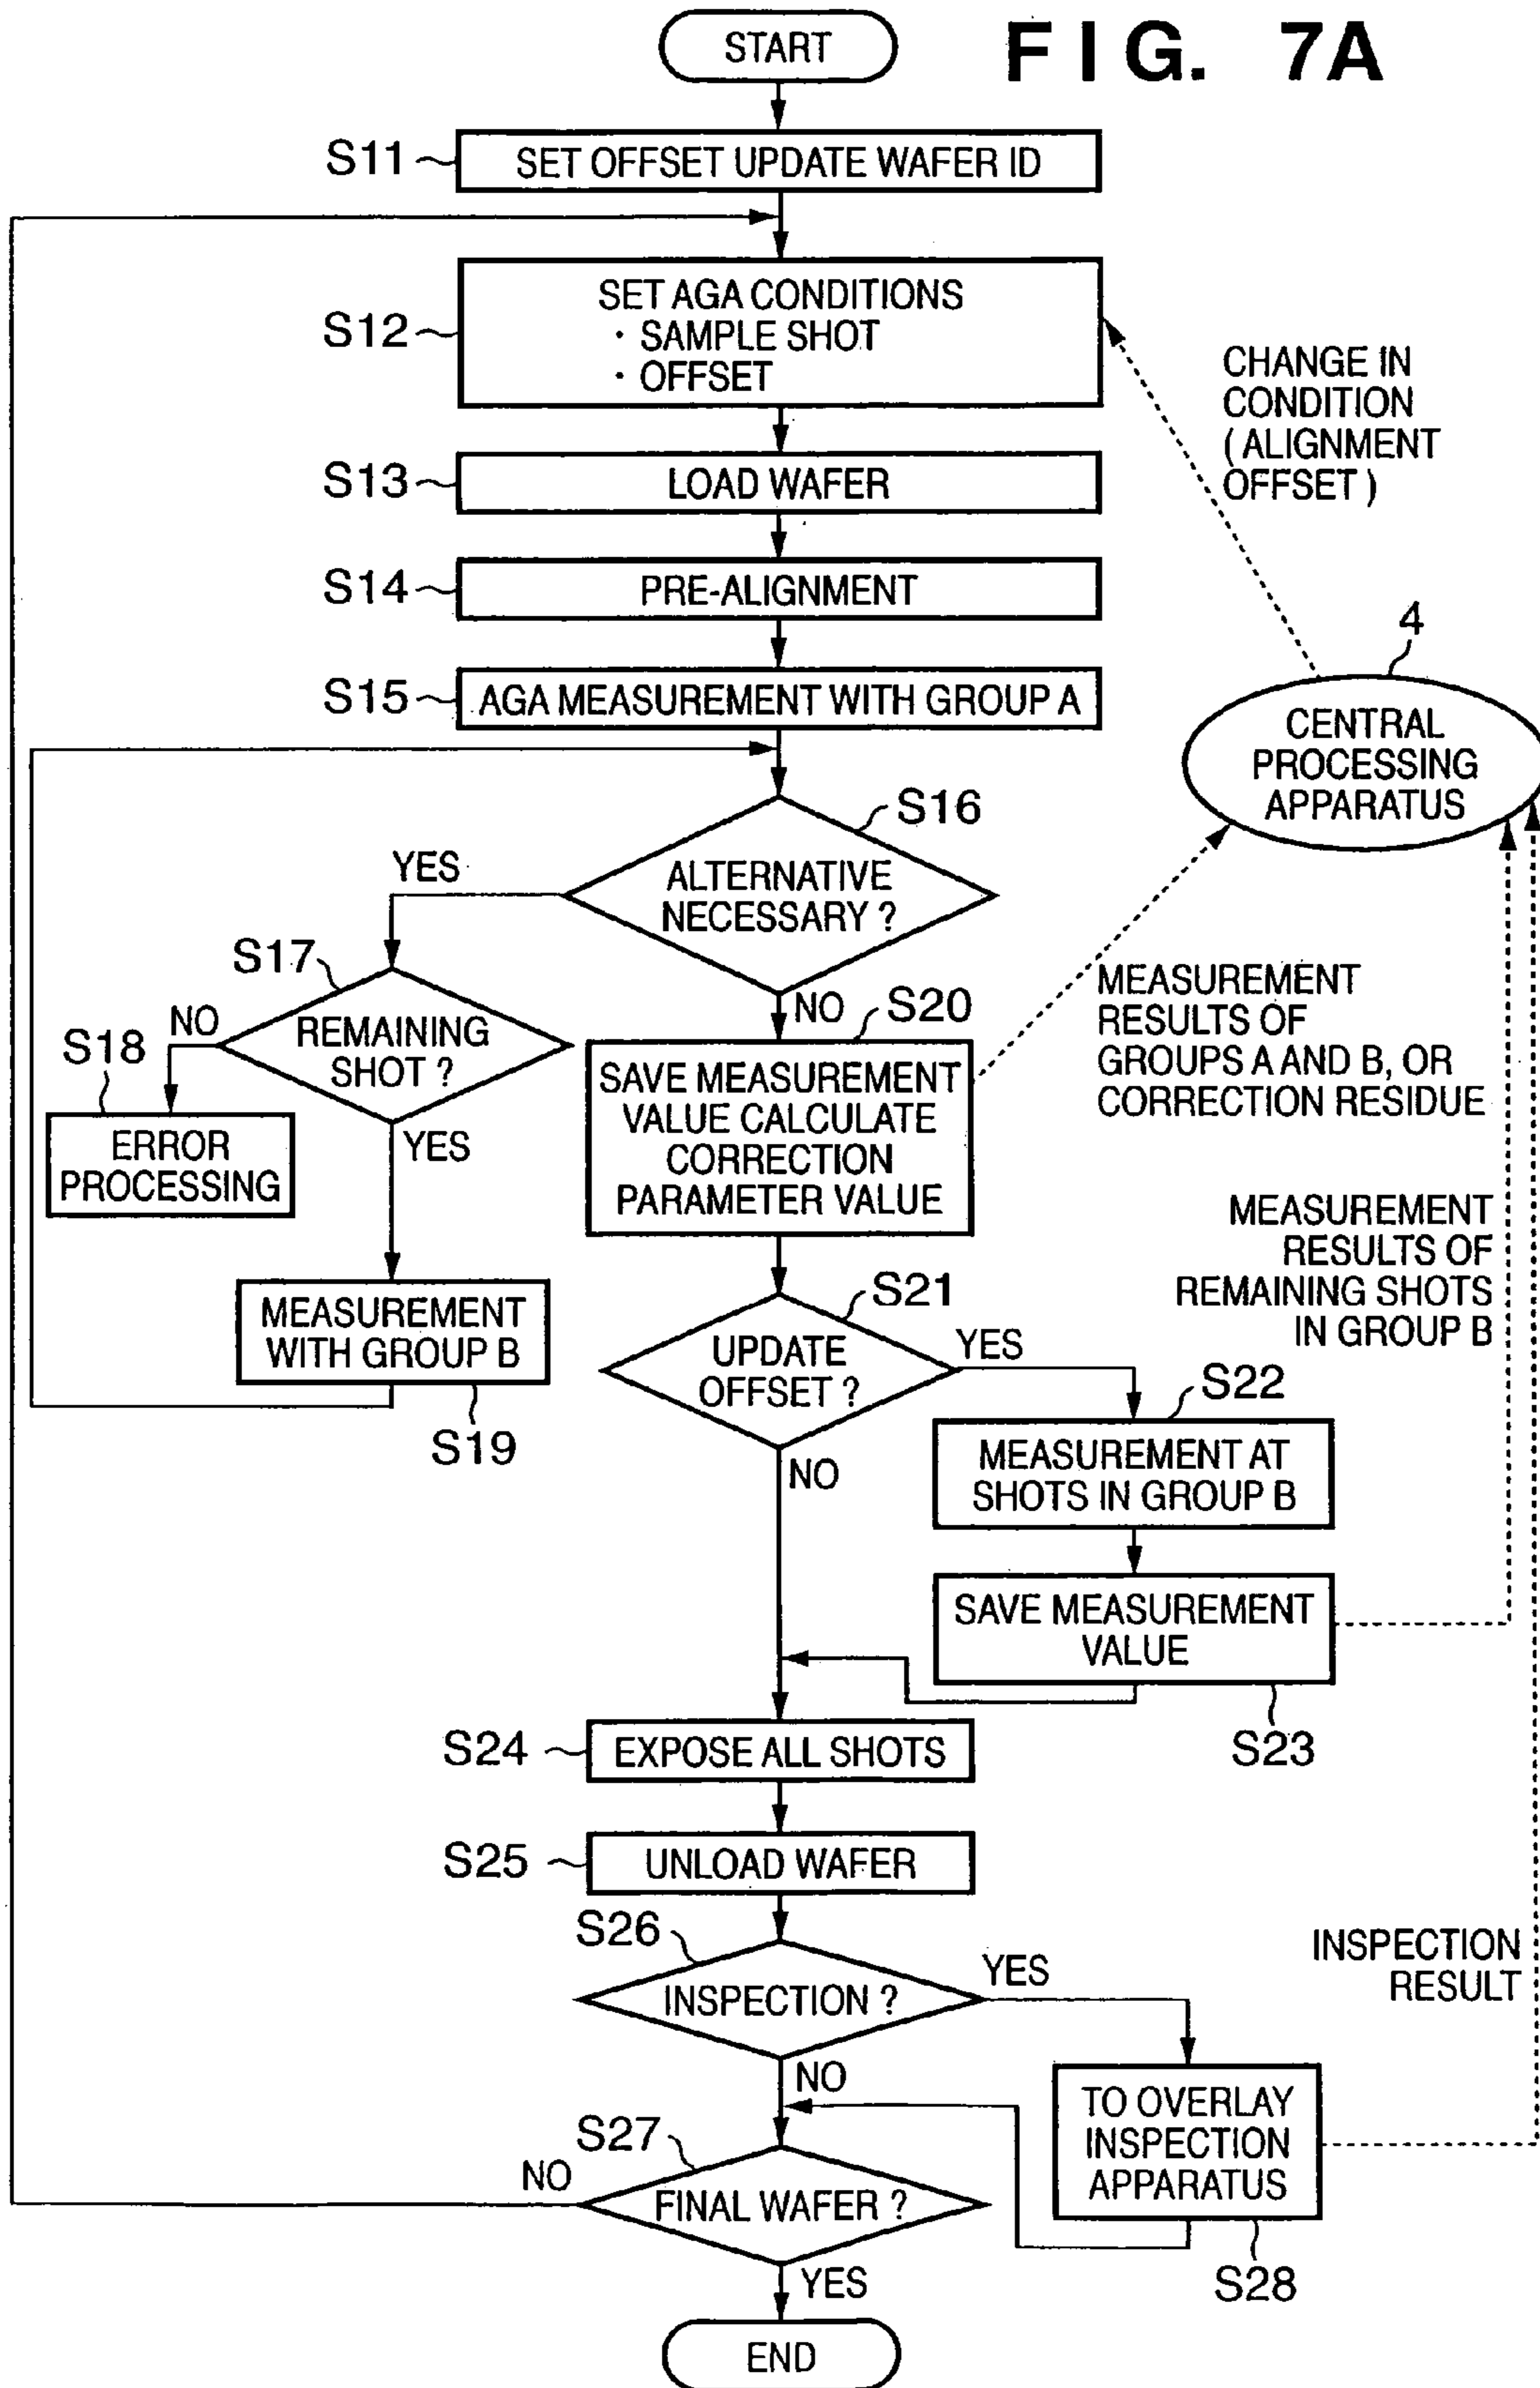 START
F I G. 7A
S11
SET OFFSET UPDATE WAFER ID
S12
SET AGA CONDITIONS
· SAMPLE SHOT
· OFFSET
CHANGE IN
CONDITION
( ALIGNMENT
OFFSET )
S13
LOAD WAFER
S14
PRE-ALIGNMENT
S15
AGA MEASUREMENT WITH GROUP A
4
CENTRAL
PROCESSING
APPARATUS
S16
ALTERNATIVE
NECESSARY ?
YES
NO
S17
REMAINING
SHOT ?
NO
YES
S18
ERROR
PROCESSING
S20
SAVE MEASUREMENT
VALUE CALCULATE
CORRECTION
PARAMETER VALUE
MEASUREMENT
RESULTS OF
GROUPS A AND B, OR
CORRECTION RESIDUE
MEASUREMENT
WITH GROUP B
S19
S21
UPDATE
OFFSET ?
YES
NO
MEASUREMENT
RESULTS OF
REMAINING SHOTS
IN GROUP B
S22
MEASUREMENT AT
SHOTS IN GROUP B
SAVE MEASUREMENT
VALUE
S23
S24
EXPOSE ALL SHOTS
S25
UNLOAD WAFER
S26
INSPECTION ?
YES
NO
INSPECTION
RESULT
TO OVERLAY
INSPECTION
APPARATUS
S28
S27
FINAL WAFER ?
NO
YES
END